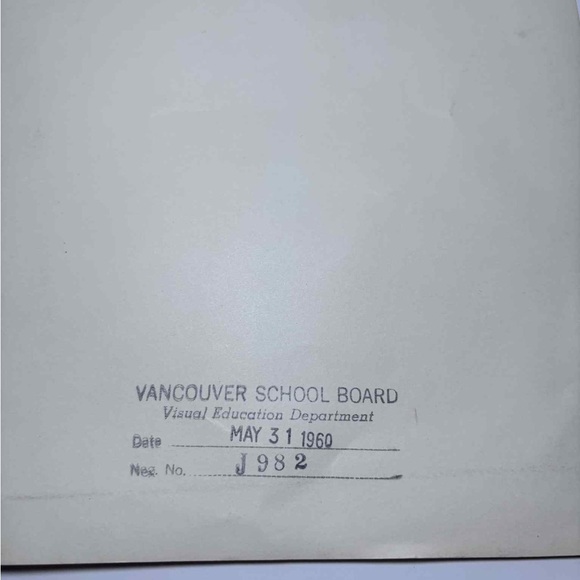 VANCOUVER SCHOOL BOARD
Visual Education Department
Date MAY 31 1960
Neg. No. J982